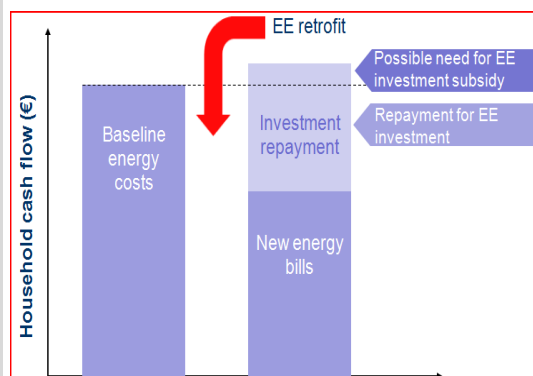 EE retrofit
Possible need for EE
investment subsidy
Repayment for EE
investment
Baseline
energy
costs
Investment
repayment
New energy
bills
Household cash flow (€)